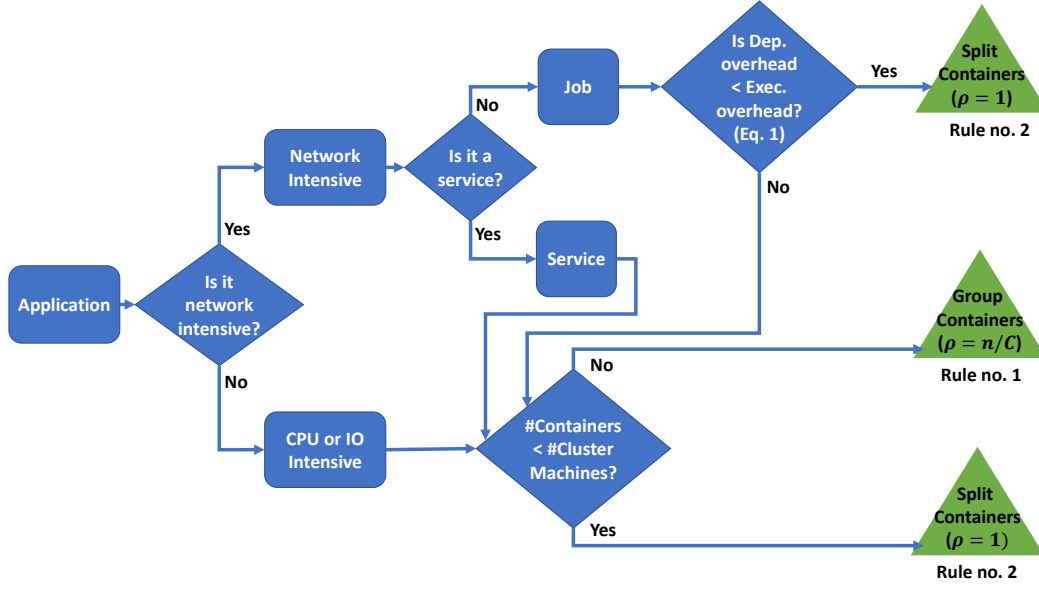 Application
Is it
network
intensive?
Yes
No
Network
Intensive
CPU or IO
Intensive
Is it a
service?
No
Yes
Job
Service
Is Dep.
overhead
< Exec.
overhead?
(Eq. 1)
Yes
No
#Containers
< #Cluster
Machines?
No
Yes
Split
Containers
(ρ = 1)
Rule no. 2
Group
Containers
(ρ = n/C)
Rule no. 1
Split
Containers
(ρ = 1)
Rule no. 2